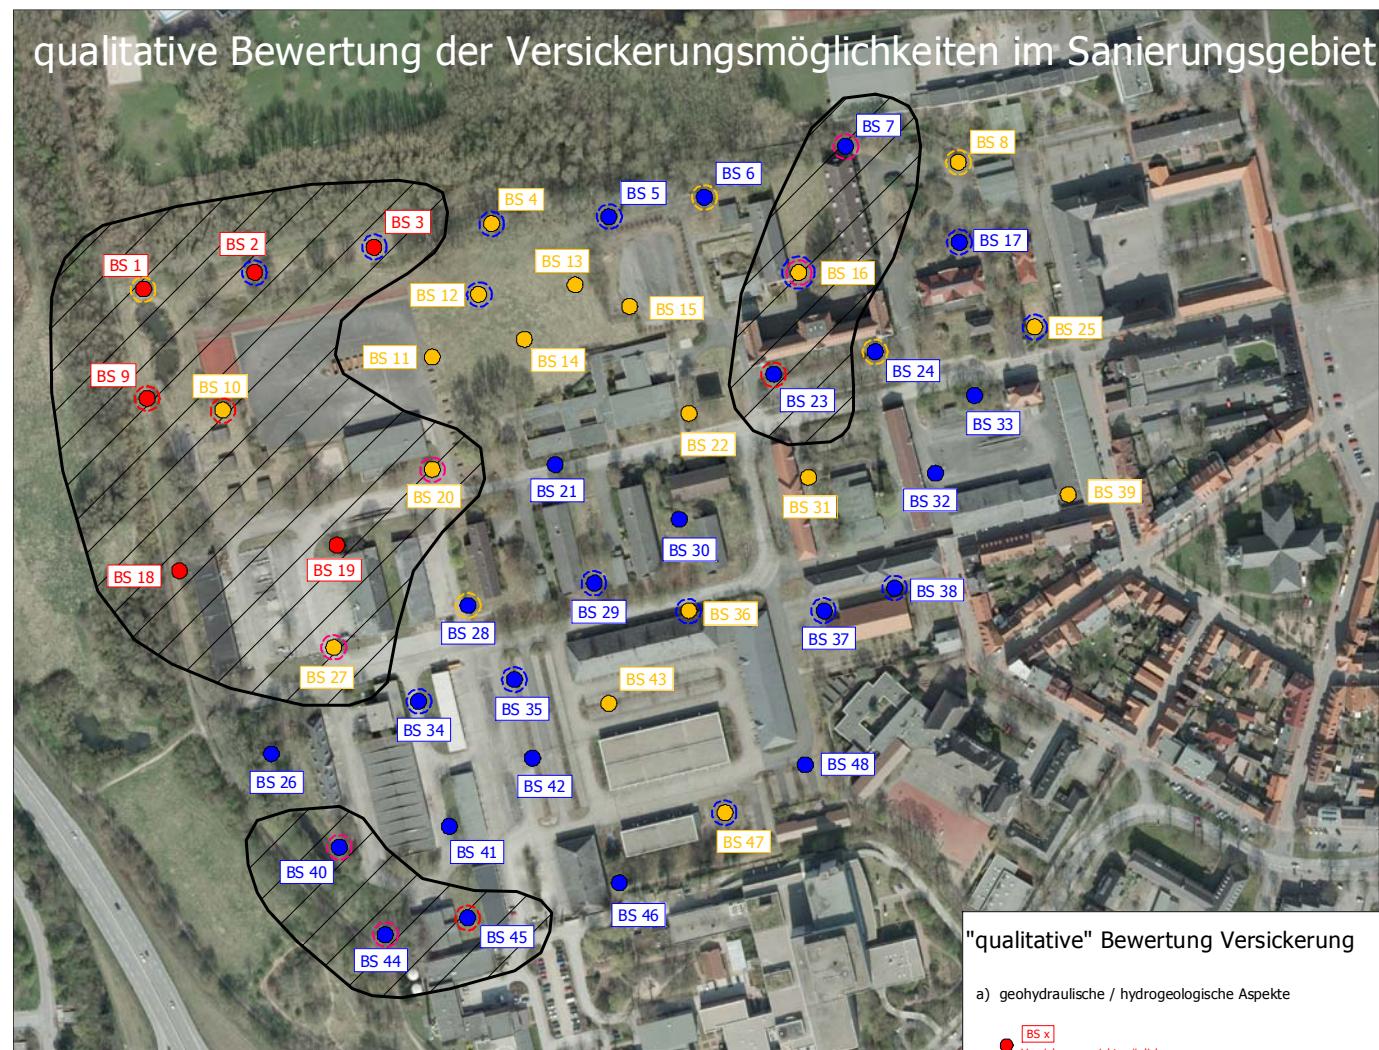 qualitative Bewertung der Versickerungsmöglichkeiten im Sanierungsgebiet
BS 7
BS 8
BS 6
BS 5
BS 4
BS 3
BS 2
BS 1
BS 17
BS 13
BS 16
BS 12
BS 15
BS 25
BS 14
BS 11
BS 24
BS 9
BS 10
BS 23
BS 33
BS 22
BS 20
BS 21
BS 31
BS 32
BS 39
BS 30
BS 19
BS 18
BS 29
BS 38
BS 36
BS 28
BS 37
BS 27
BS 43
BS 35
BS 34
BS 48
BS 26
BS 42
BS 47
BS 41
BS 40
BS 46
BS 45
BS 44
"qualitative" Bewertung Versickerung
a) geohydraulische / hydrogeologische Aspekte
BS x